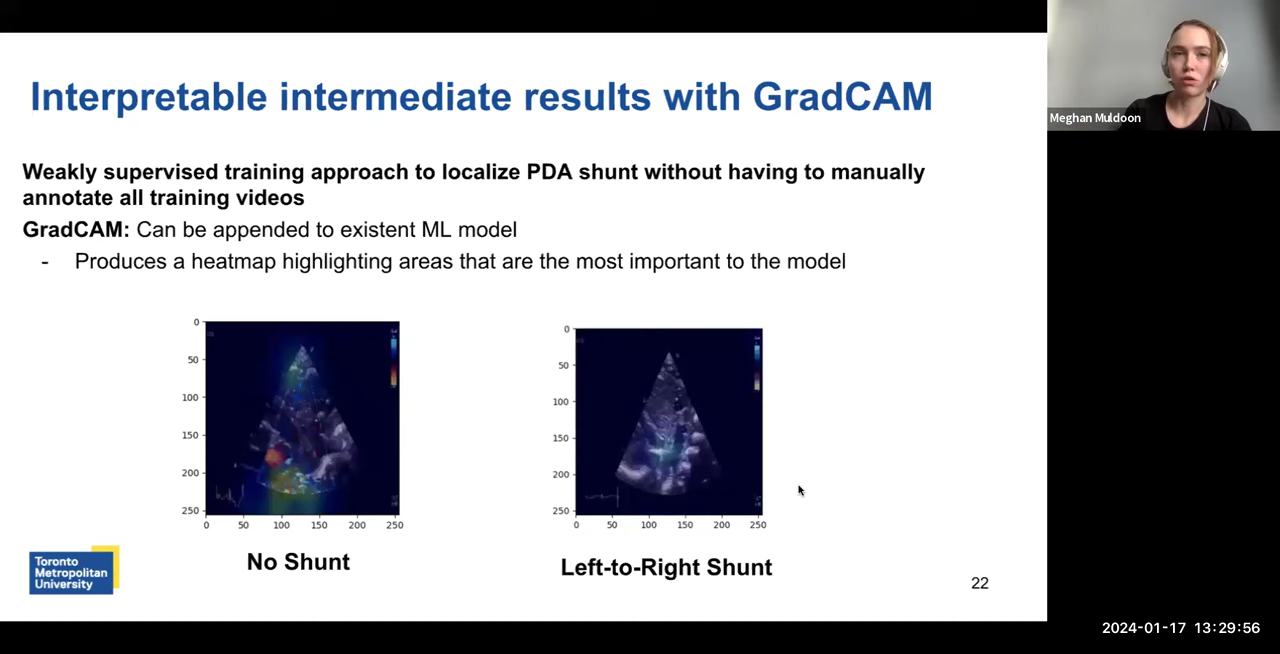 Interpretable intermediate results with GradCAM
Meghan Muldoon
Weakly supervised training approach to localize PDA shunt without having to manually
annotate all training videos
GradCAM: Can be appended to existent ML model
- Produces a heatmap highlighting areas that are the most important to the model
0
50
100
150
200
250
0 50 100 150 200 250
No Shunt
0
50
100
150
200
250
0 50 100 150 200 250
Left-to-Right Shunt
Toronto
Metropolitan
University
22
2024-01-17 13:29:56